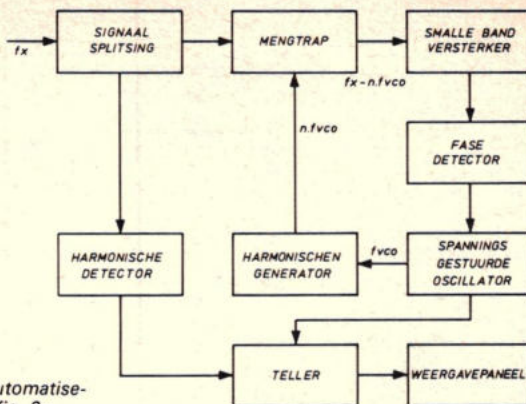 SIGNAAL
SPLITSING
MENGTRAP
SMALLE BAND
VERSTERKER
fx
fx-n.fvco
n.fvco
FASE
DETECTOR
HARMONISCHE
DETECTOR
HARMONISCHEN
GENERATOR
fvco
SPANNINGS
GESTUURDE
OSCILLATOR
TELLER
WEERGAVEPANEEL
utomatise-